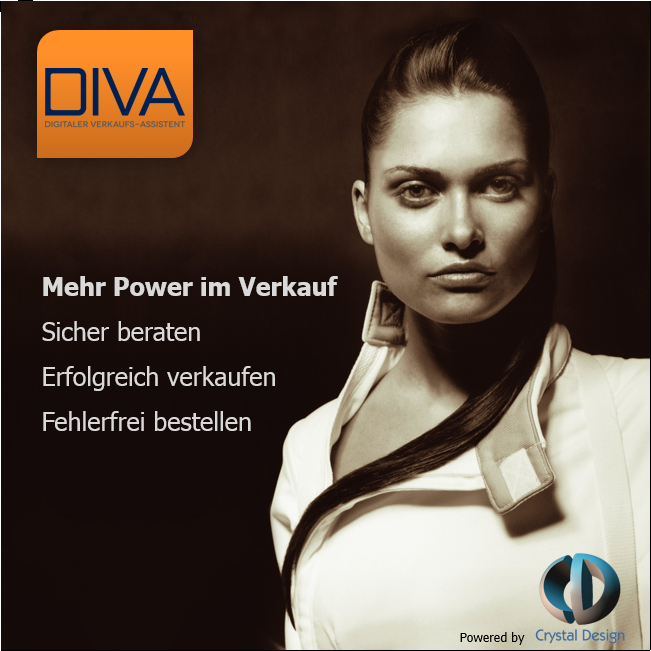 DIVA
DIGITALER VERKAUFS-ASSISTENT
Mehr Power im Verkauf
Sicher beraten
Erfolgreich verkaufen
Fehlerfrei bestellen
Powered by Crystal Design